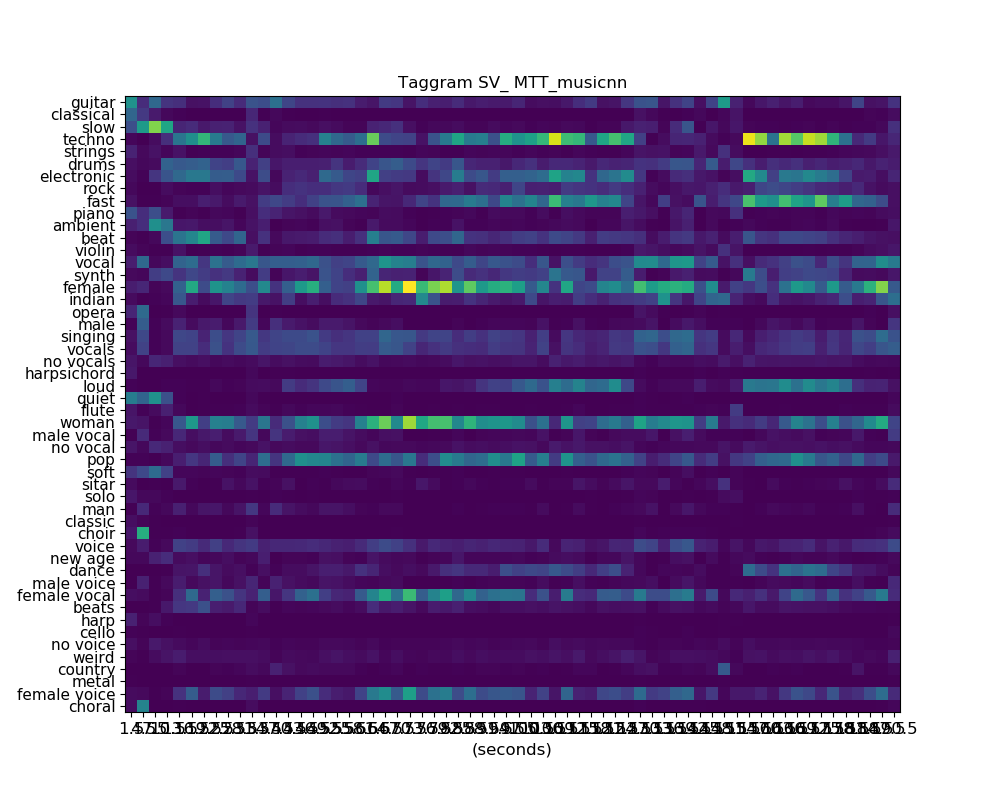 Taggram SV_ MTT_musicnn
guitar
classical
slow
techno
strings
drums
electronic
rock
fast
piano
ambient
beat
violin
vocal
synth
female
indian
opera
male
singing
vocals
no vocals
harpsichord
loud
quiet
flute
woman
male vocal
no vocal
pop
soft
sitar
solo
man
classic
choir
voice
new age
dance
male voice
female vocal
beats
harp
cello
no voice
weird
country
metal
female voice
choral
(seconds)